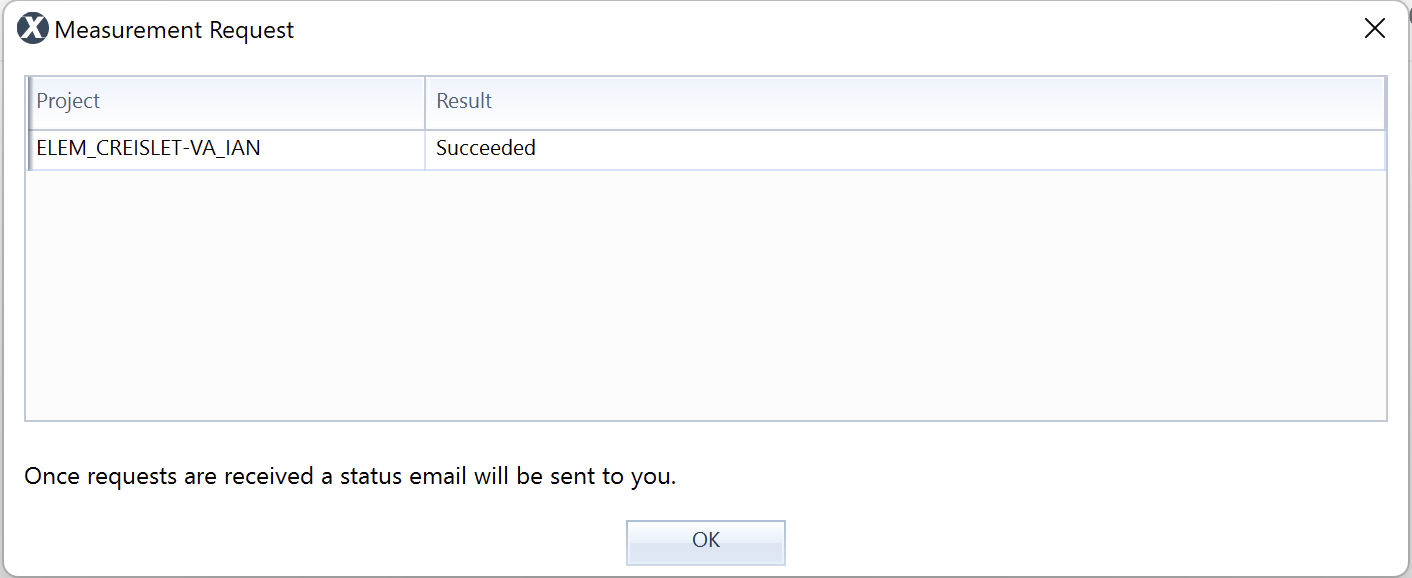 Measurement Request
Project Result
ELEM_CREISLET-VA_IAN Succeeded
Once requests are received a status email will be sent to you.
OK